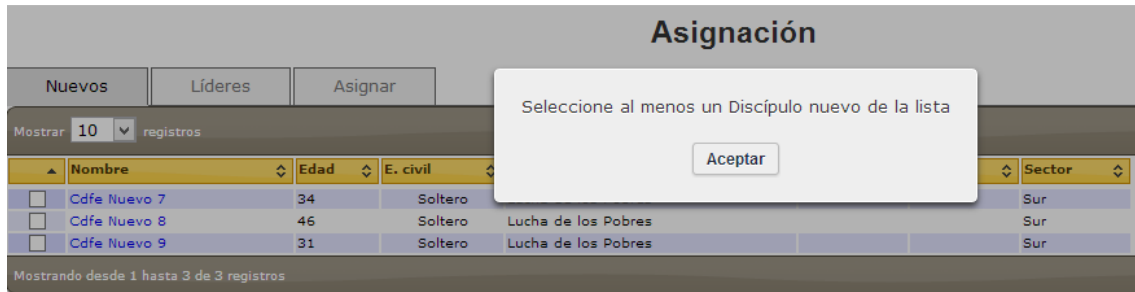 Asignación
Nuevos Líderes Asignar
Seleccione al menos un Discípulo nuevo de la lista
Aceptar
Mostrar 10 registros
Nombre Edad E. civil Sector
Cdfe Nuevo 7 34 Soltero Sur
Cdfe Nuevo 8 46 Soltero Lucha de los Pobres Sur
Cdfe Nuevo 9 31 Soltero Lucha de los Pobres Sur
Mostrando desde 1 hasta 3 de 3 registros